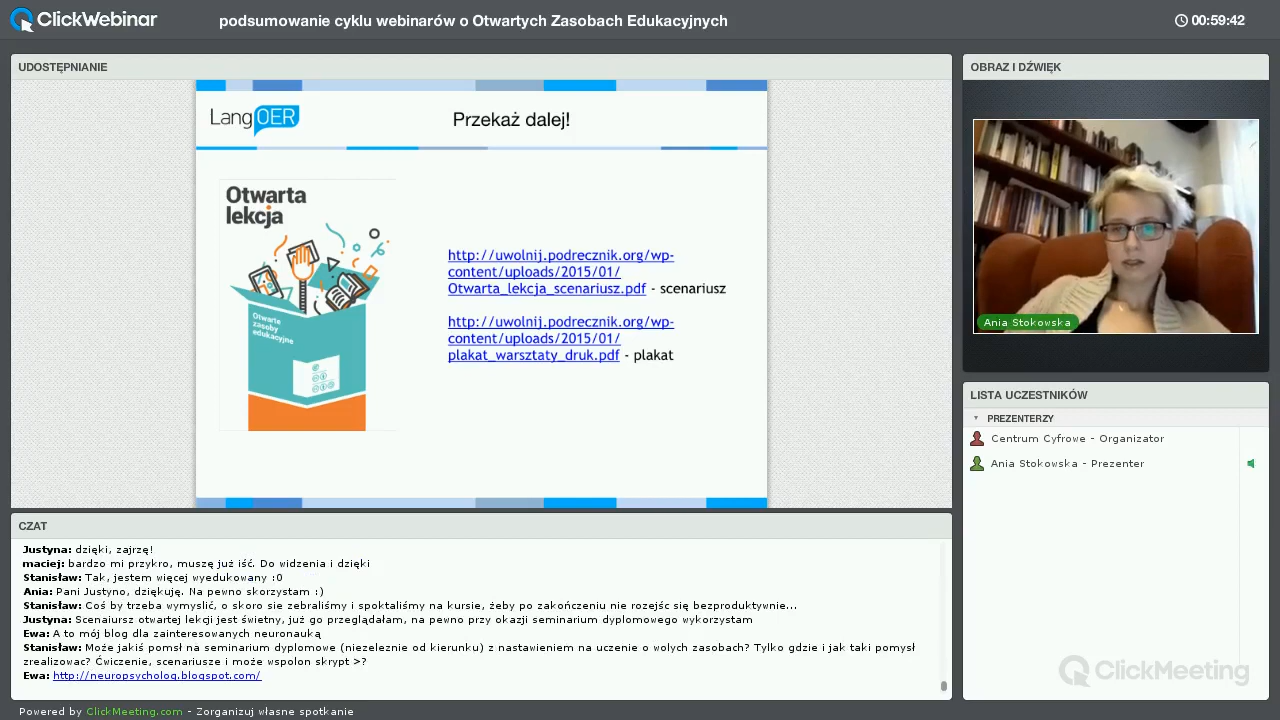 ClickWebinar
podsumowanie cyklu webinarów o Otwartych Zasobach Edukacyjnych
00:59:42
UDOSTĘPNIANIE
LangOER
Przekaż dalej!
Otwarta
lekcja
Otwarte
zasoby
edukacyjne
http://uwolnij.podrecznik.org/wp-
content/uploads/2015/01/
Otwarta_lekcja_scenariusz.pdf - scenariusz
http://uwolnij.podrecznik.org/wp-
content/uploads/2015/01/
plakat_warsztaty_druk.pdf - plakat
OBRAZ I DŹWIĘK
Ania Stokowska
LISTA UCZESTNIKÓW
PREZENTERZY
Centrum Cyfrowe - Organizator
Ania Stokowska - Prezenter
CZAT
Justyna: dzięki, zajrzę!
maciej: bardzo mi przykro, muszę już iść. Do widzenia i dzięki
Stanisław: Tak, jestem więcej wyedukowany :0
Ania: Pani Justyno, dziękuję. Na pewno skorzystam :)
Stanisław: Coś by trzeba wymyslić, o skoro sie zebraliśmy i spoktaliśmy na kursie, żeby po zakończeniu nie rozejśc się bezproduktywnie...
Justyna: Scenaiursz otwartej lekcji jest świetny, już go przeglądałam, na pewno przy okazji seminarium dyplomowego wykorzystam
Ewa: A to mój blog dla zainteresowanych neuronauką
Stanisław: Może jakiś pomsł na seminarium dyplomowe (niezeleznie od kierunku) z nastawieniem na uczenie o wolych zasobach? Tylko gdzie i jak taki pomysł
zrealizowac? Ćwiczenie, scenariusze i może wspolon skrypt >?
Ewa: http://neuropsycholog.blogspot.com/
ClickMeeting
Powered by ClickMeeting.com - Zorganizuj własne spotkanie